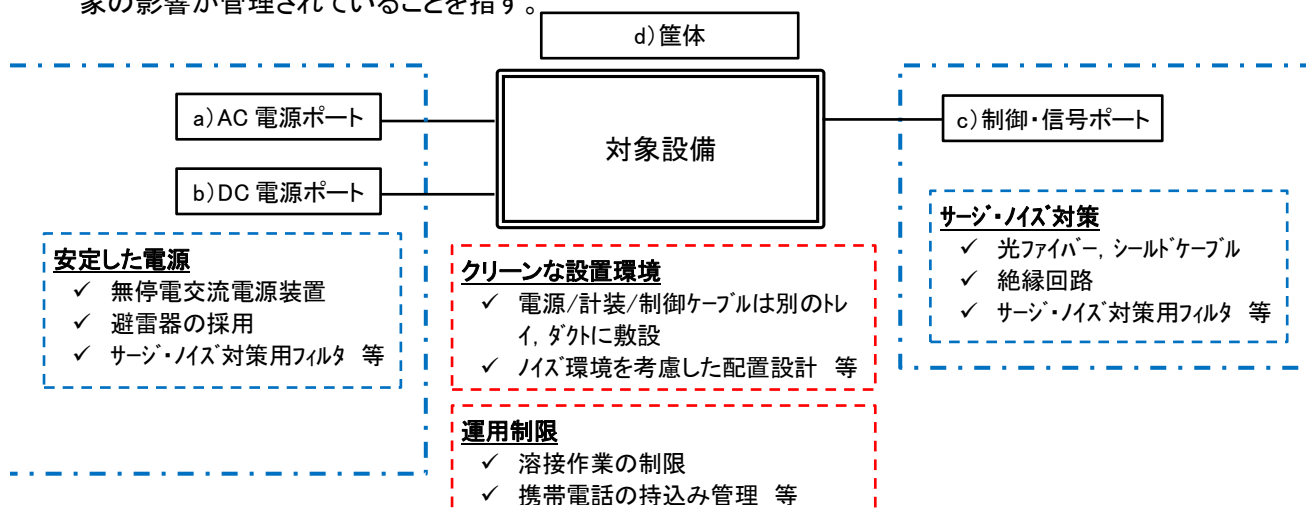 家の影響が管理されていることを指す。
d)筐体
a)AC 電源ポート
b)DC 電源ポート
対象設備
c)制御・信号ポート
安定した電源
✓ 無停電交流電源装置
✓ 避雷器の採用
✓ サージ・ノイズ対策用フィルタ 等
クリーンな設置環境
✓ 電源/計装/制御ケーブルは別のトレ
イ, ダクトに敷設
✓ ノイズ環境を考慮した配置設計 等
運用制限
✓ 溶接作業の制限
✓ 携帯電話の持込み管理 等
サージ・ノイズ対策
✓ 光ファイバー, シールドケーブル
✓ 絶縁回路
✓ サージ・ノイズ対策用フィルタ 等